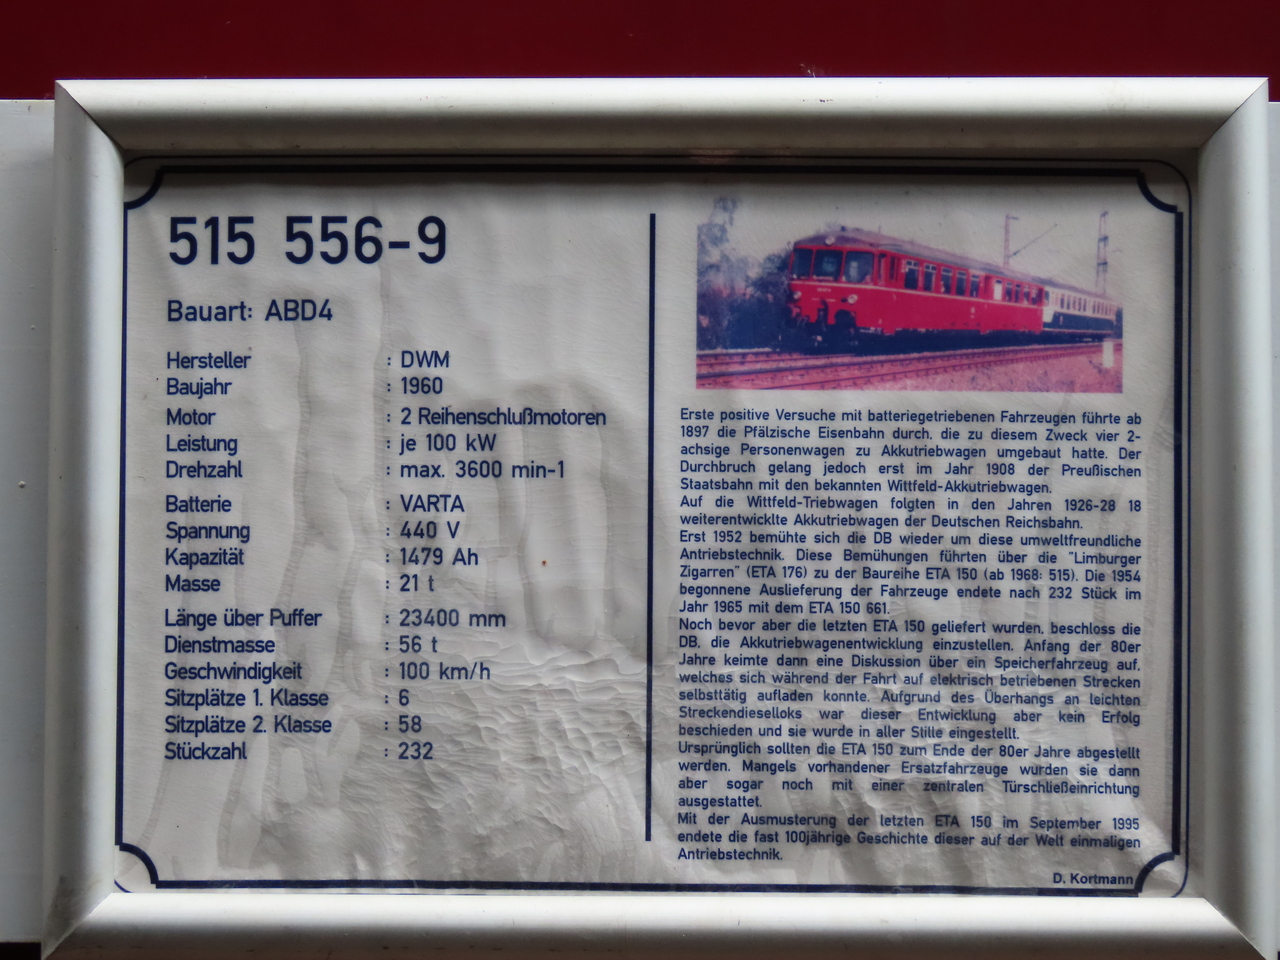 515 556-9
Bauart: ABD4
Hersteller : DWM
Baujahr : 1960
Motor : 2 Reihenschlußmotoren
Leistung : je 100 kW
Drehzahl : max. 3600 min-1
Batterie : VARTA
Spannung : 440 V
Kapazität : 1479 Ah
Masse : 21 t
Länge über Puffer : 23400 mm
Dienstmasse : 56 t
Geschwindigkeit : 100 km/h
Sitzplätze 1. Klasse : 6
Sitzplätze 2. Klasse : 58
Stückzahl : 232
Erste positive Versuche mit batteriegetriebenen Fahrzeugen führte ab
1897 die Pfälzische Eisenbahn durch, die zu diesem Zweck vier 2-
achsige Personenwagen zu Akkutriebwagen umgebaut hatte. Der
Durchbruch gelang jedoch erst im Jahr 1908 der Preußischen
Staatsbahn mit den bekannten Wittfeld-Akkutriebwagen.
Auf die Wittfeld-Triebwagen folgten in den Jahren 1926-28 18
weiterentwicklte Akkutriebwagen der Deutschen Reichsbahn.
Erst 1952 bemühte sich die DB wieder um diese umweltfreundliche
Antriebstechnik. Diese Bemühungen führten über die "Limburger
Zigarren" (ETA 176) zu der Baureihe ETA 150 (ab 1968: 515). Die 1954
begonnene Auslieferung der Fahrzeuge endete nach 232 Stück im
Jahr 1965 mit dem ETA 150 661.
Noch bevor aber die letzten ETA 150 geliefert wurden, beschloss die
DB, die Akkutriebwagenentwicklung einzustellen. Anfang der 80er
Jahre keimte dann eine Diskussion über ein Speicherfahrzeug auf,
welches sich während der Fahrt auf elektrisch betriebenen Strecken
selbsttätig aufladen konnte. Aufgrund des Überhangs an leichten
Streckendieselloks war dieser Entwicklung aber kein Erfolg
beschieden und sie wurde in aller Stille eingestellt.
Ursprünglich sollten die ETA 150 zum Ende der 80er Jahre abgestellt
werden. Mangels vorhandener Ersatzfahrzeuge wurden sie dann
aber sogar noch mit einer zentralen Türschließeinrichtung
ausgestattet.
Mit der Ausmusterung der letzten ETA 150 im September 1995
endete die fast 100jährige Geschichte dieser auf der Welt einmaligen
Antriebstechnik.
D. Kortmann